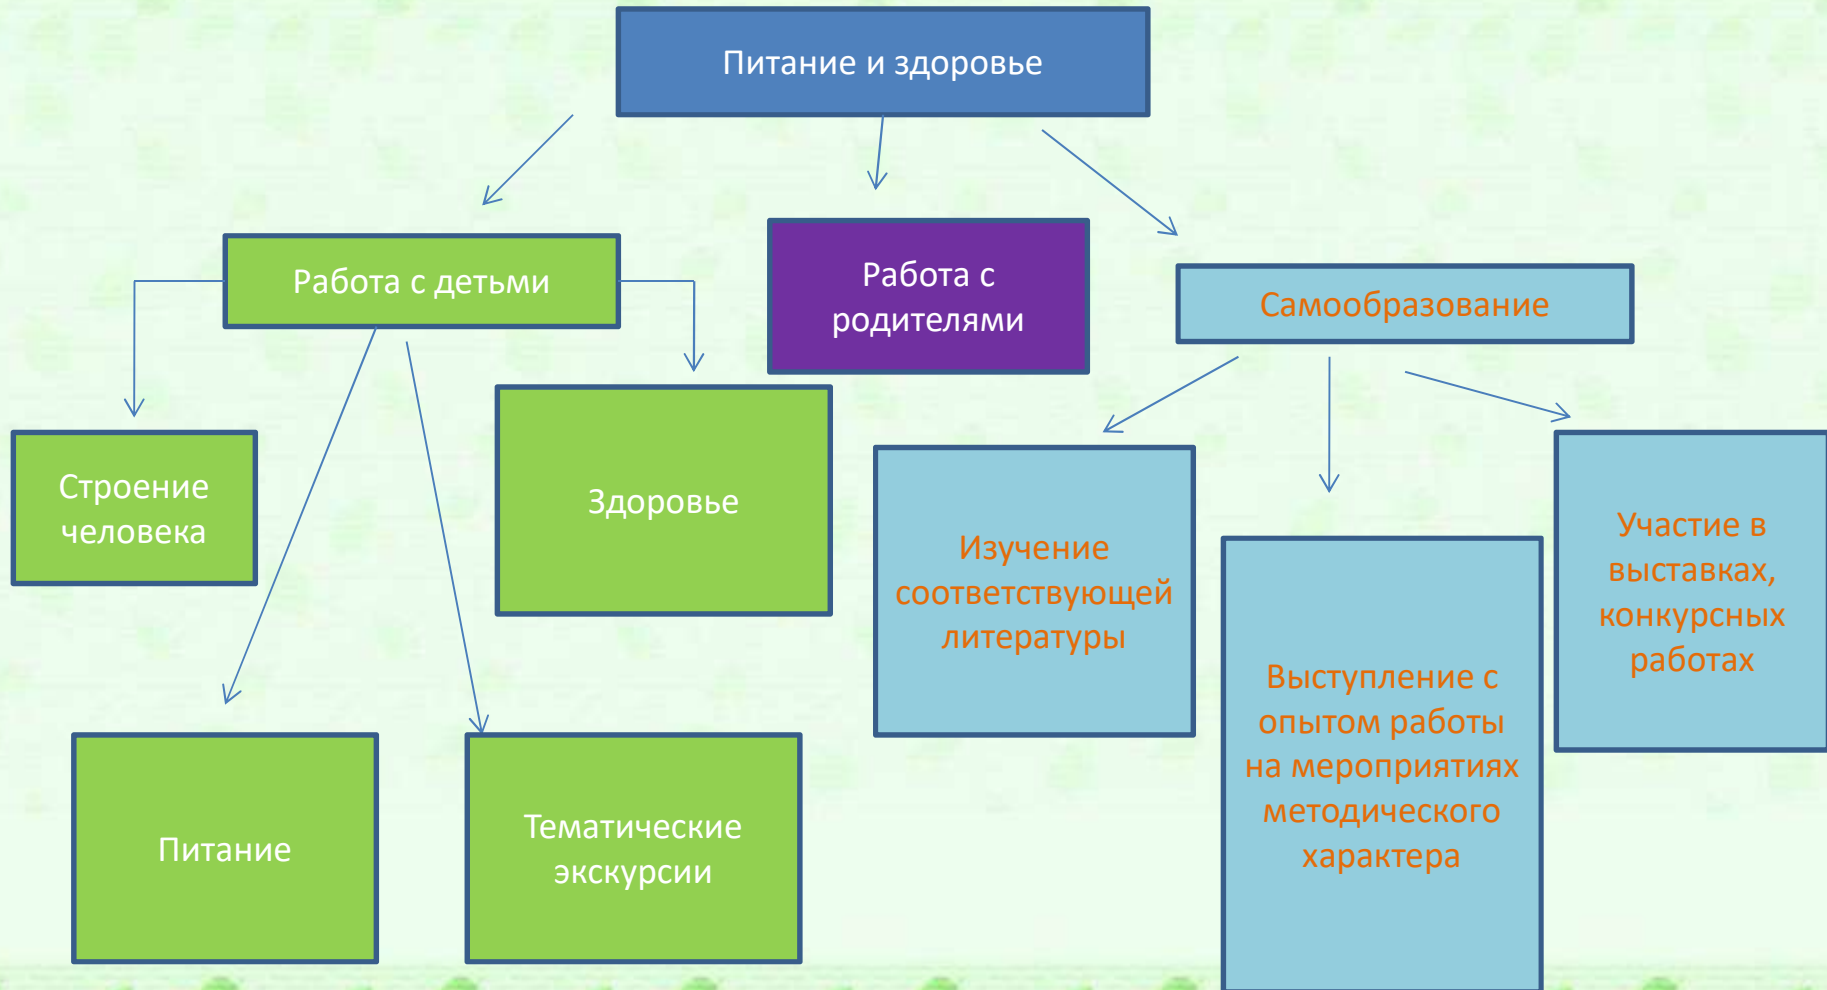 Питание и здоровье
Работа с детьми
Работа с
родителями
Самообразование
Строение
человека
Здоровье
Изучение
соответствующей
литературы
Выступление с
опытом работы
на мероприятиях
методического
характера
Участие в
выставках,
конкурсных
работах
Питание
Тематические
экскурсии